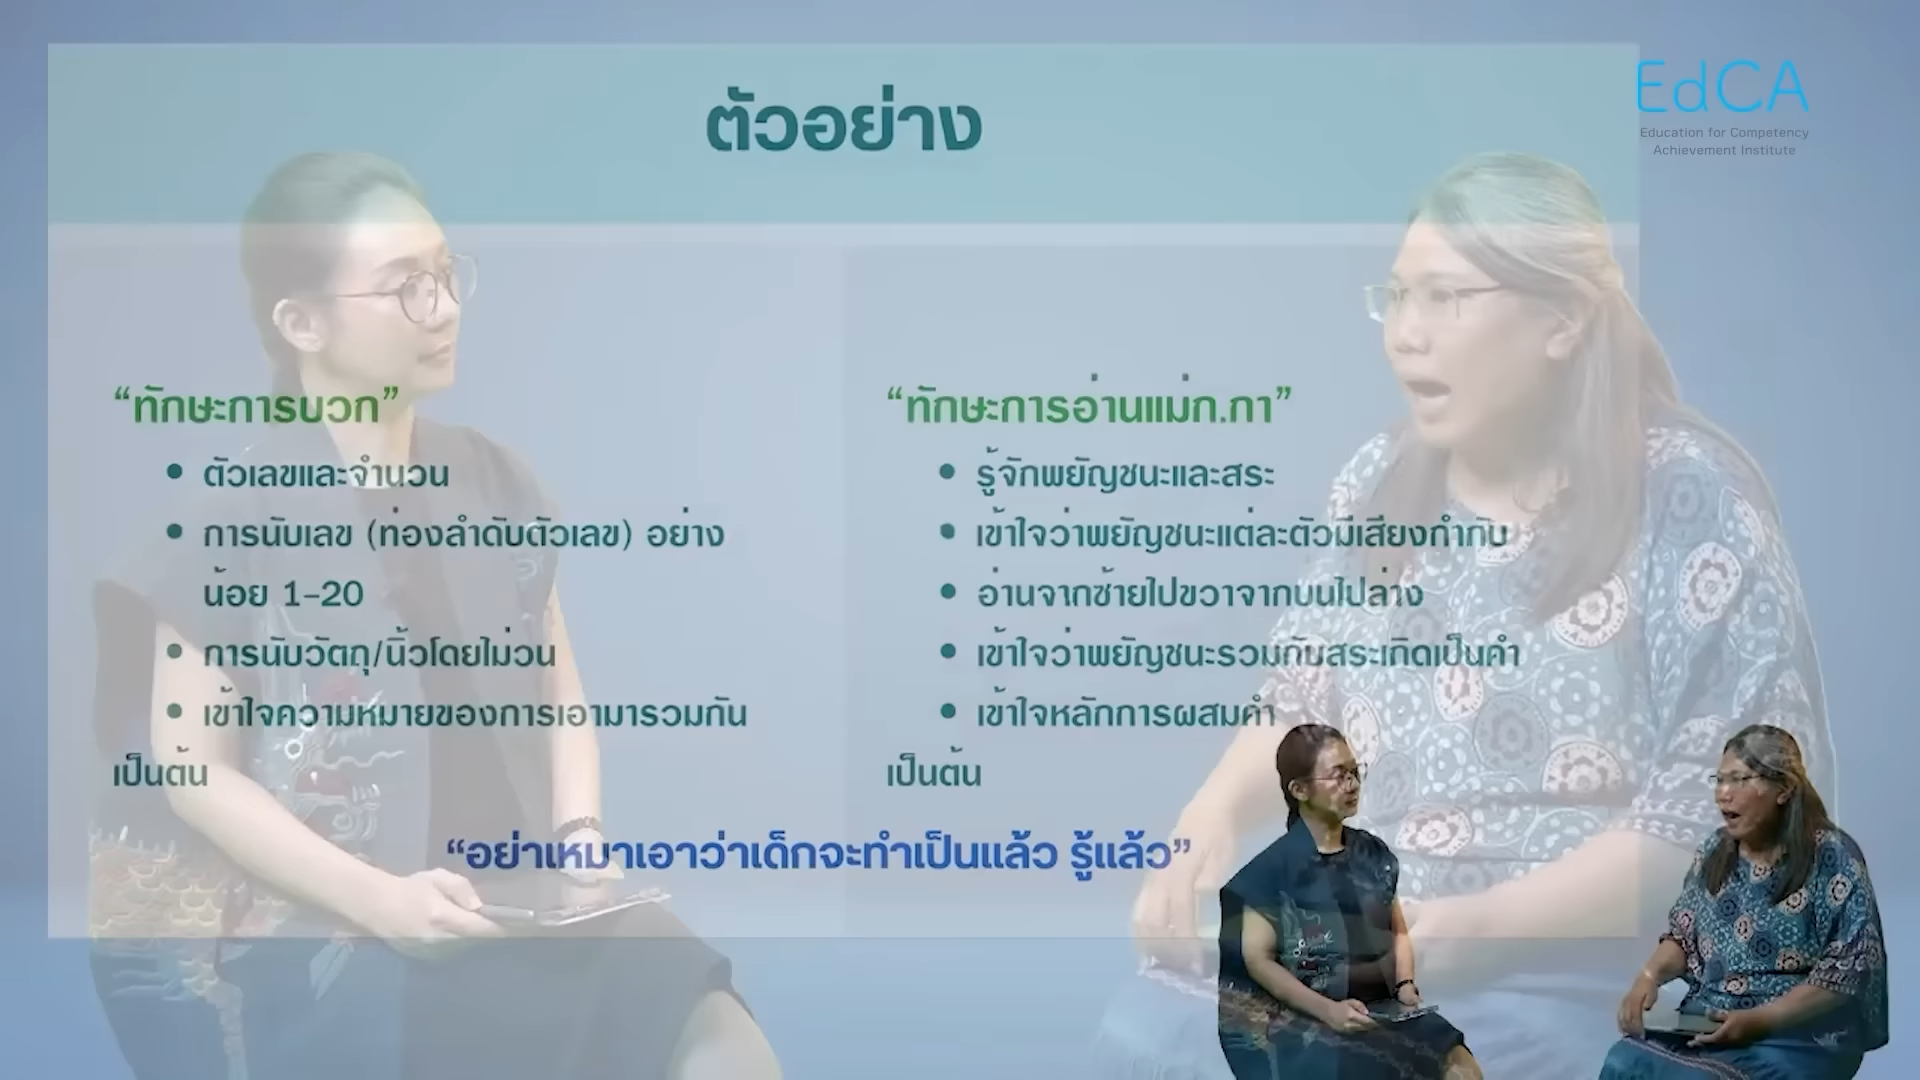 ตัวอย่าง
EdCA
Education for Competency
Achievement Institute
“ทักษะการบวก”
• ตัวเลขและจำนวน
• การนับเลข (ท่องลำดับตัวเลข) อย่าง
น้อย 1-20
• การนับวัตถุ/นิ้วโดยไม่วน
• เข้าใจความหมายของการเอามารวมกัน
เป็นต้น
“ทักษะการอ่านแม่ก.กา”
• รู้จักพยัญชนะและสระ
• เข้าใจว่าพยัญชนะแต่ละตัวมีเสียงกำกับ
• อ่านจากซ้ายไปขวาจากบนไปล่าง
• เข้าใจว่าพยัญชนะรวมกับสระเกิดเป็นคำ
• เข้าใจหลักการผสมคำ
เป็นต้น
“อย่าเหมาเอาว่าเด็กจะทำเป็นแล้ว รู้แล้ว”